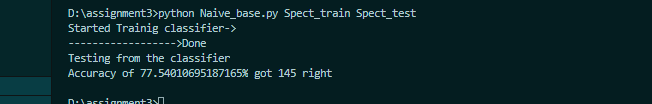 D:\assignment3>python Naive_base.py Spect_train Spect_test
Started Trainig classifier->
------------------>Done
Testing from the classifier
Accuracy of 77.54010695187165% got 145 right
D:\assignment3>